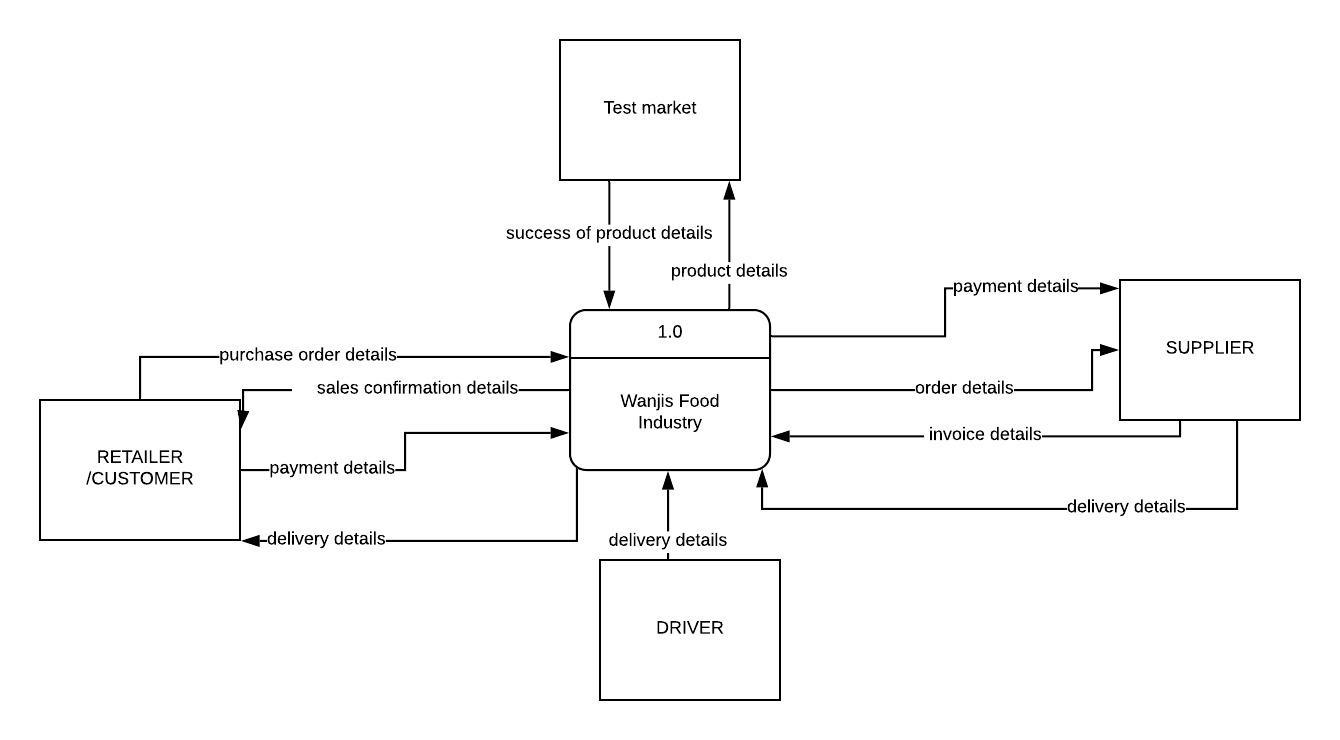 Test market
success of product details
product details
payment details
1.0
SUPPLIER
purchase order details
sales confirmation details
order details
Wanjis Food
Industry
invoice details
RETAILER
/CUSTOMER
payment details
delivery details
delivery details
delivery details
DRIVER